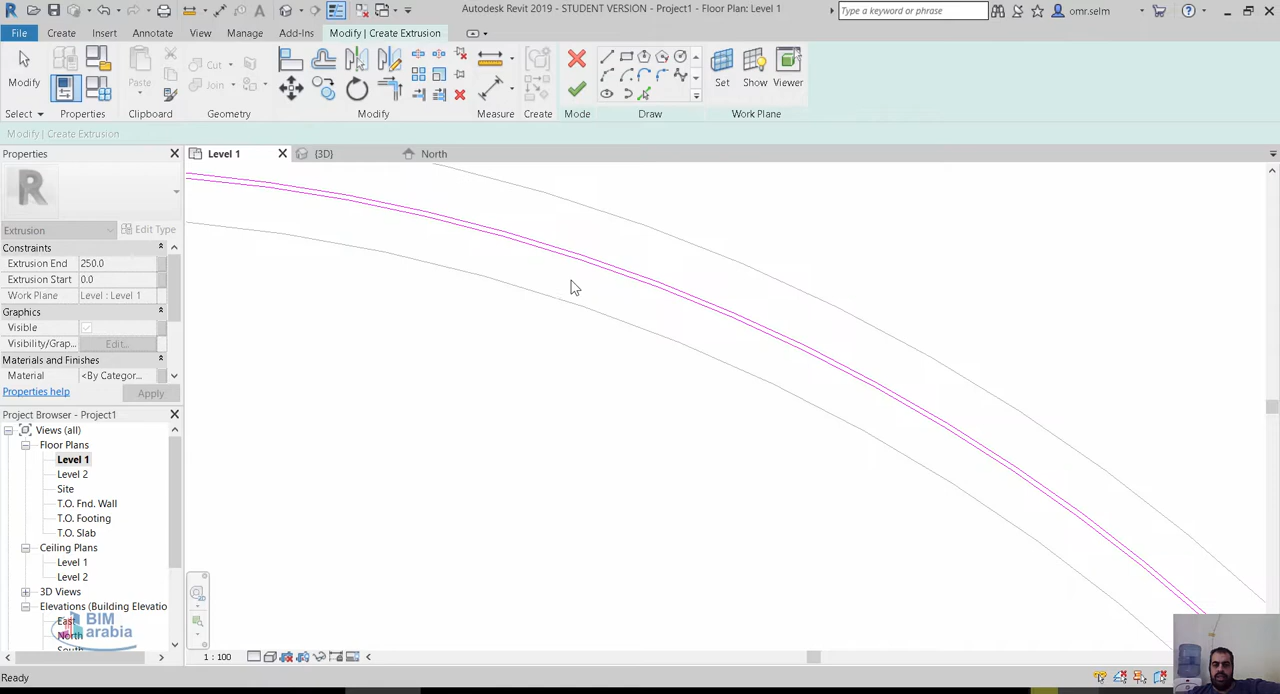 Autodesk Revit 2019 - STUDENT VERSION - Project1 - Floor Plan: Level 1
Type a keyword or phrase
omr.selm
File Create Insert Annotate View Manage Add-Ins Modify | Create Extrusion
Modify
Paste
Cut
Join
Set Show Viewer
Select Properties Clipboard Geometry Modify Measure Create Mode Draw Work Plane
Modify | Create Extrusion
Properties
Level 1
{3D}
North
Extrusion
Edit Type
Constraints
Extrusion End 250.0
Extrusion Start 0.0
Work Plane Level : Level 1
Graphics
Visible
Visibility/Grap... Edit...
Materials and Finishes
Material <By Categor...
Properties help
Apply
Project Browser - Project1
Views (all)
Floor Plans
Level 1
Level 2
Site
T.O. Fnd. Wall
T.O. Footing
T.O. Slab
Ceiling Plans
Level 1
Level 2
3D Views
Elevations (Building Elevatio
East
North
BIM
arabia
1 : 100
Ready